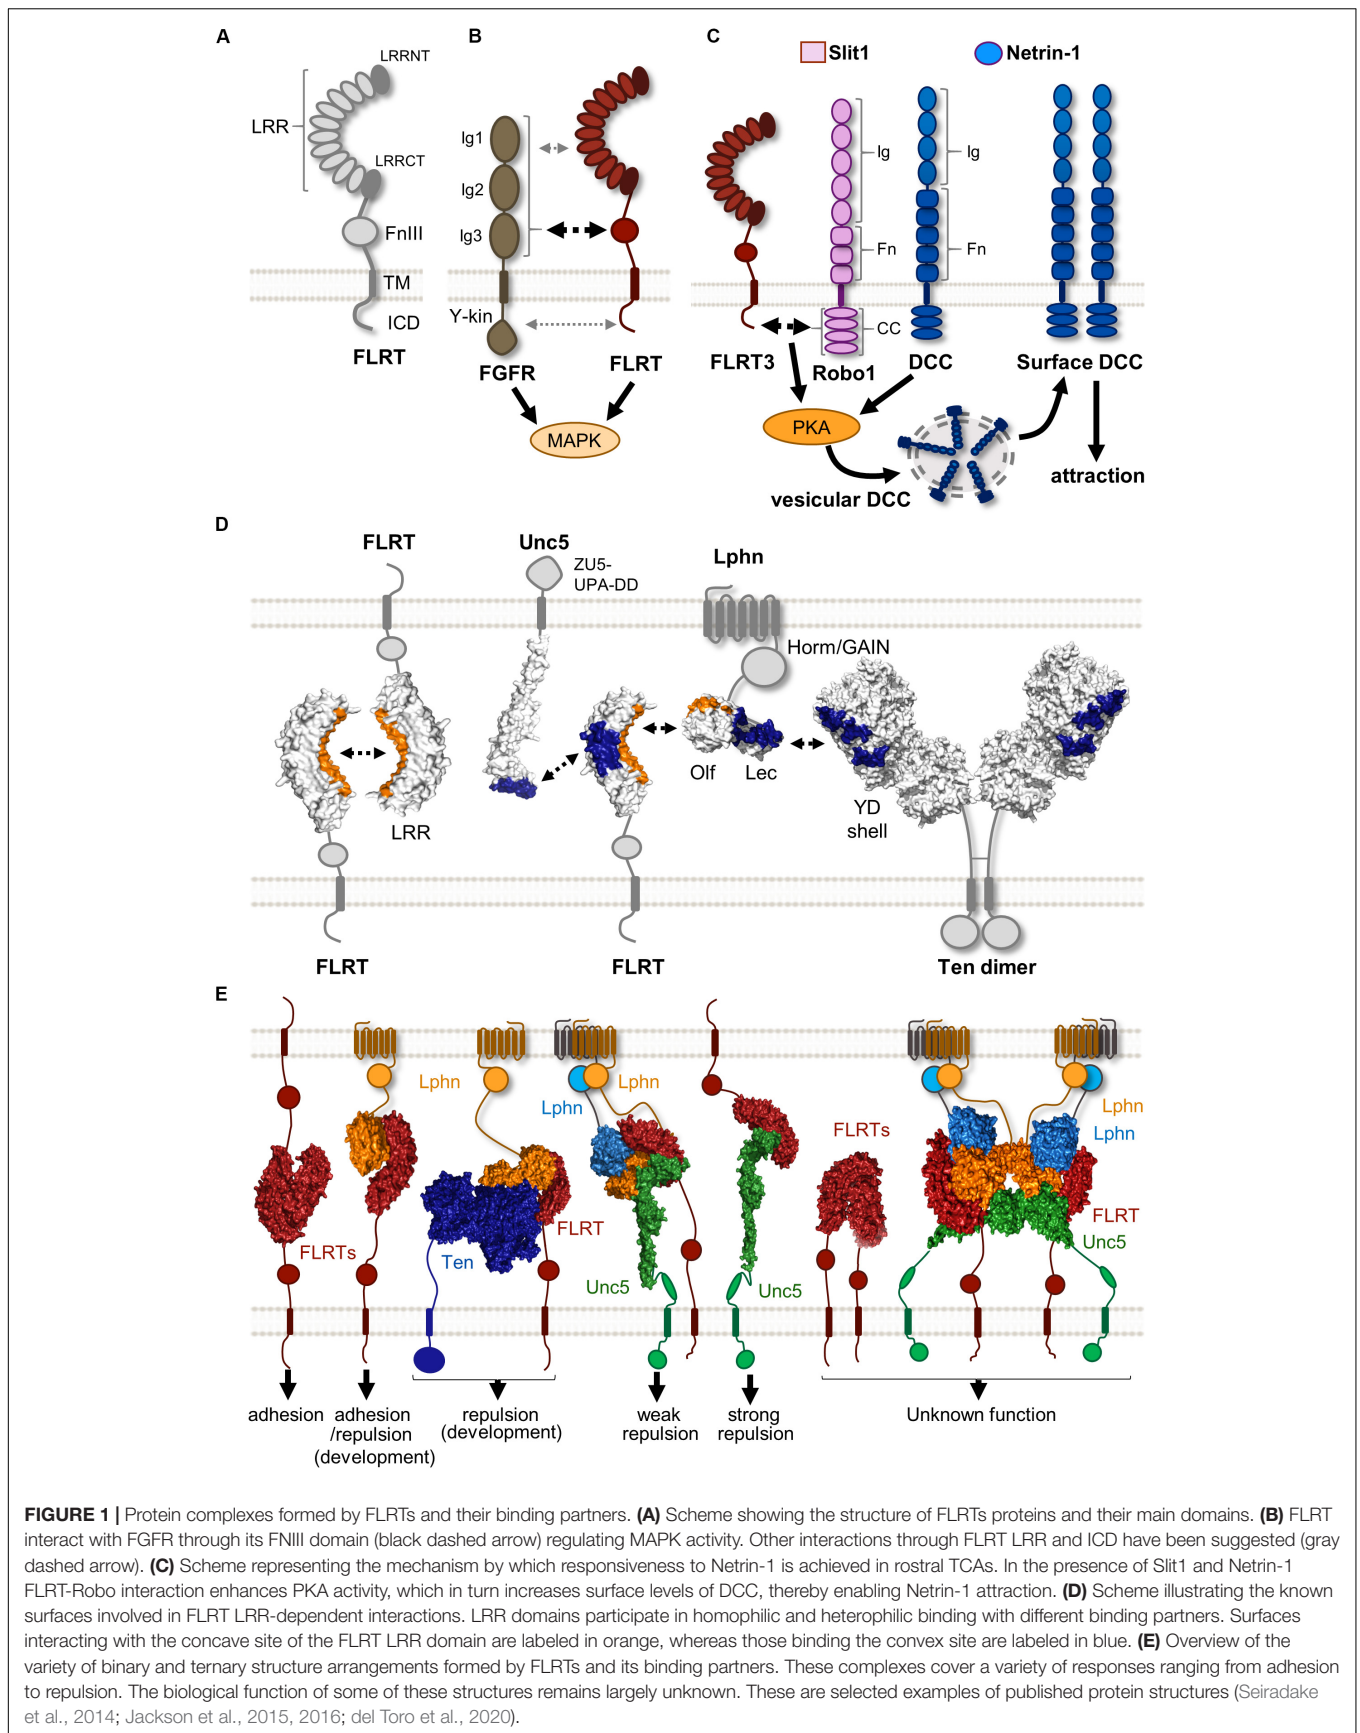 A
B
C
Slit1
Netrin-1
LRRNT
LRR
LRRCT
FnIII
TM
ICD
FLRT
Ig1
Ig2
Ig3
Y-kin
FGFR
FLRT
MAPK
Ig
Ig
Fn
Fn
CC
FLRT3
Robo1
DCC
Surface DCC
PKA
vesicular DCC
attraction
D
FLRT
Unc5
ZU5-
UPA-DD
Lphn
Horm/GAIN
Olf
Lec
LRR
YD
shell
FLRT
FLRT
Ten dimer
E
Lphn
Lphn
Lphn
Lphn
Lphn
FLRTs
FLRTs
FLRT
FLRT
Ten
Unc5
Unc5
Unc5
adhesion
adhesion
/repulsion
(development)
repulsion
(development)
weak
repulsion
strong
repulsion
Unknown function
FIGURE 1 | Protein complexes formed by FLRTs and their binding partners. (A) Scheme showing the structure of FLRTs proteins and their main domains. (B) FLRT
interact with FGFR through its FNIII domain (black dashed arrow) regulating MAPK activity. Other interactions through FLRT LRR and ICD have been suggested (gray
dashed arrow). (C) Scheme representing the mechanism by which responsiveness to Netrin-1 is achieved in rostral TCAs. In the presence of Slit1 and Netrin-1
FLRT-Robo interaction enhances PKA activity, which in turn increases surface levels of DCC, thereby enabling Netrin-1 attraction. (D) Scheme illustrating the known
surfaces involved in FLRT LRR-dependent interactions. LRR domains participate in homophilic and heterophilic binding with different binding partners. Surfaces
interacting with the concave site of the FLRT LRR domain are labeled in orange, whereas those binding the convex site are labeled in blue. (E) Overview of the
variety of binary and ternary structure arrangements formed by FLRTs and its binding partners. These complexes cover a variety of responses ranging from adhesion
to repulsion. The biological function of some of these structures remains largely unknown. These are selected examples of published protein structures (Seiradake
et al., 2014; Jackson et al., 2015, 2016; del Toro et al., 2020).